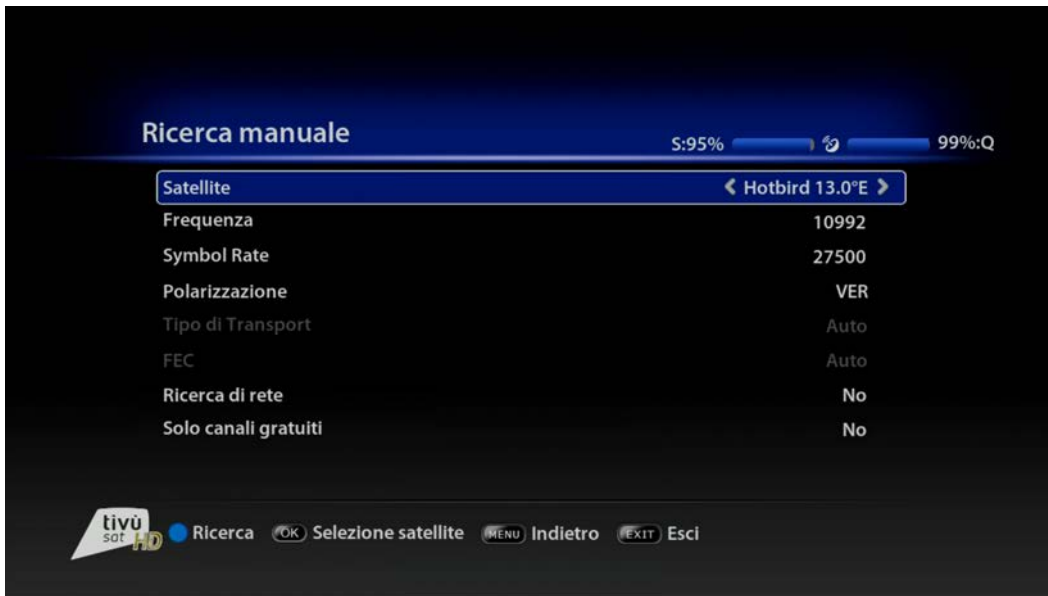 Ricerca manuale
S:95% 99%:Q
Satellite Hotbird 13.0°E
Frequenza 10992
Symbol Rate 27500
Polarizzazione VER
Tipo di Transport Auto
FEC Auto
Ricerca di rete No
Solo canali gratuiti No
tivù
sat HD
Ricerca OK Selezione satellite MENU Indietro EXIT Esci